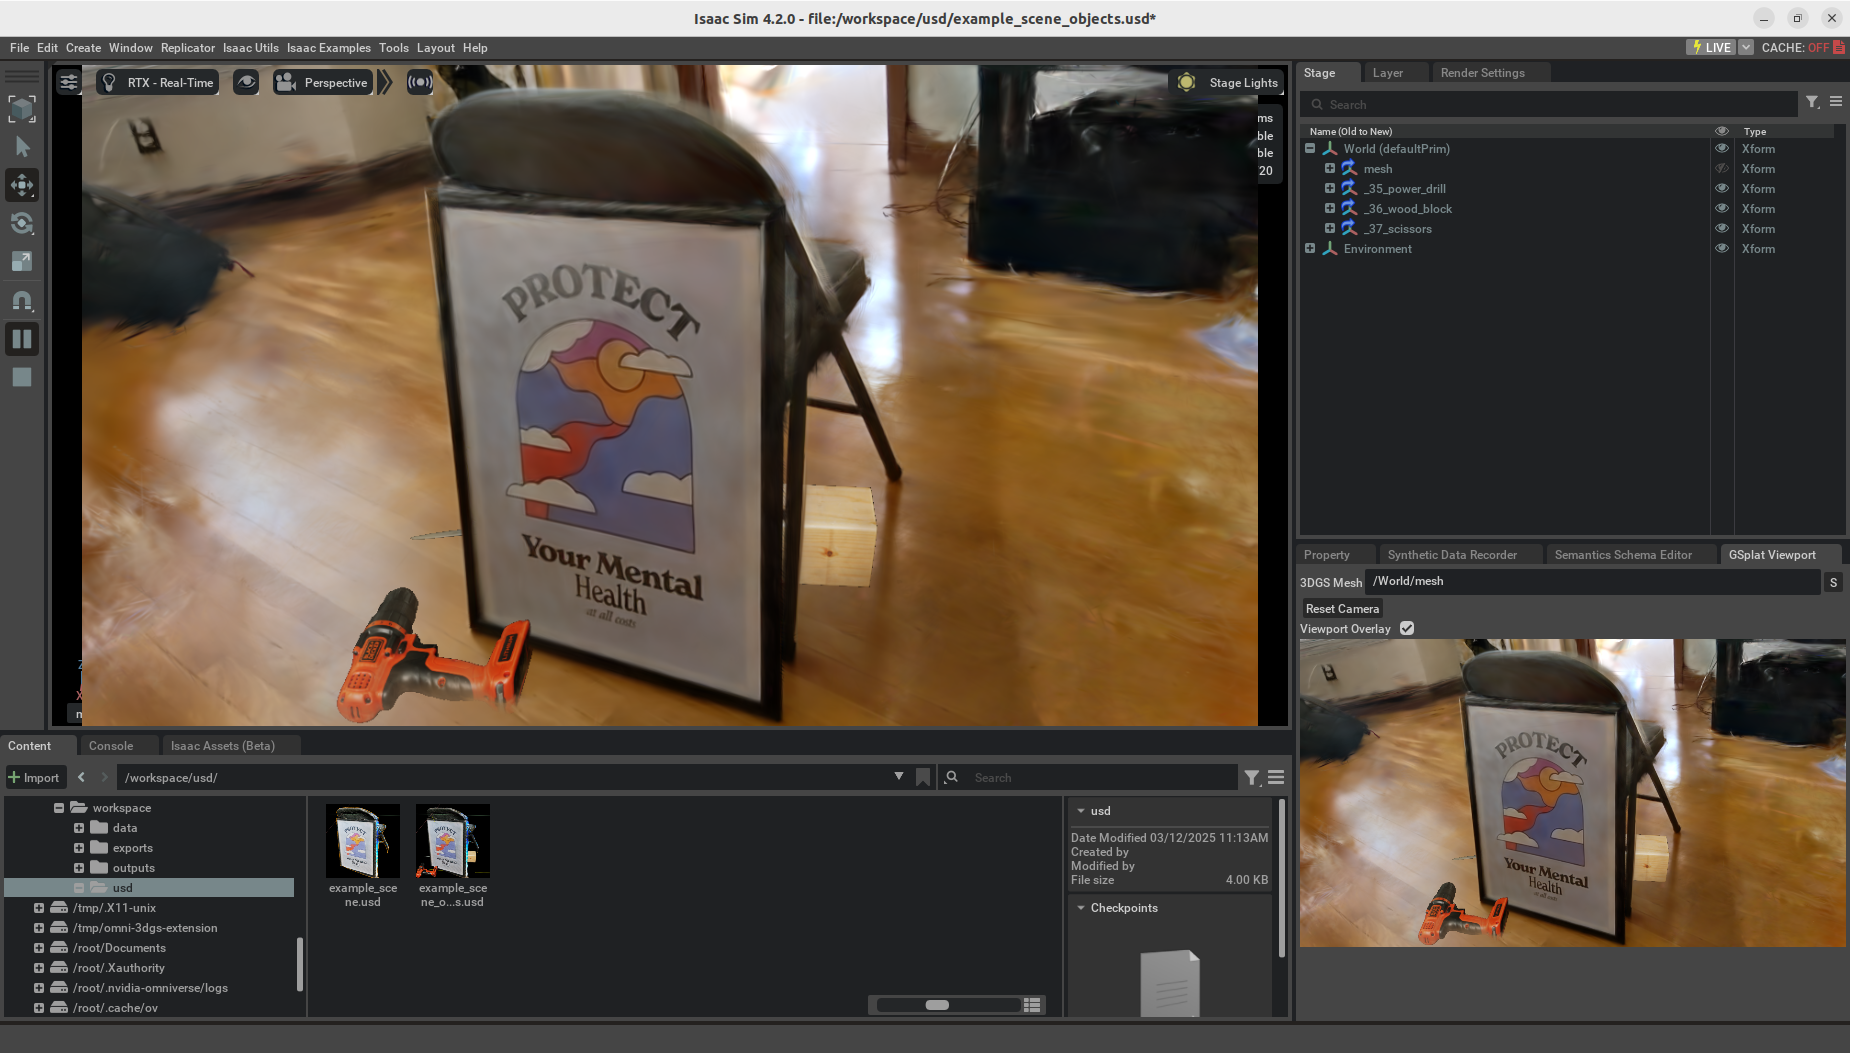 Isaac Sim 4.2.0 - file:/workspace/usd/example_scene_objects.usd*
File Edit Create Window Replicator Isaac Utils Isaac Examples Tools Layout Help
LIVE CACHE: OFF
RTX - Real-Time
Perspective
Stage Lights
ms
ble
ble
20
PROTECT
Your Mental
Health
at all costs
Z
X
Stage Layer Render Settings
Search
Name (Old to New) Type
World (defaultPrim) Xform
mesh Xform
_35_power_drill Xform
_36_wood_block Xform
_37_scissors Xform
Environment Xform
Property Synthetic Data Recorder Semantics Schema Editor GSplat Viewport
3DGS Mesh /World/mesh S
Reset Camera
Viewport Overlay
PROTECT
Your Mental
Health
Content Console Isaac Assets (Beta)
Import /workspace/usd/ Search
workspace
data
exports
outputs
usd
/tmp/.X11-unix
/tmp/omni-3dgs-extension
/root/Documents
/root/.Xauthority
/root/.nvidia-omniverse/logs
/root/.cache/ov
example_sce
ne.usd
example_sce
ne_o...s.usd
usd
Date Modified 03/12/2025 11:13AM
Created by
Modified by
File size 4.00 KB
Checkpoints